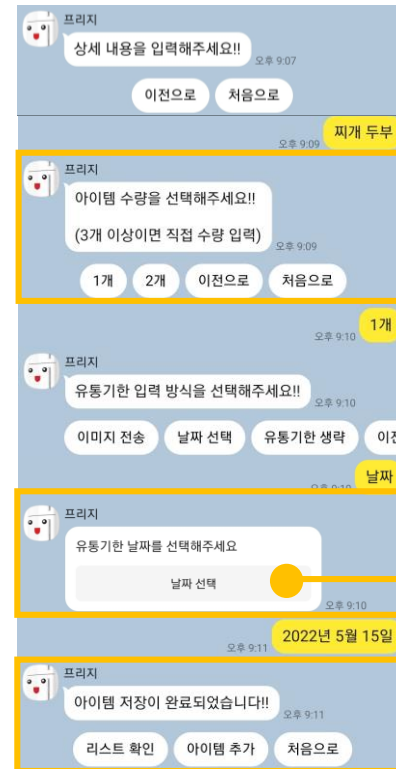 프리지
상세 내용을 입력해주세요!!
오후 9:07
이전으로 처음으로
찌개 두부
오후 9:09
프리지
아이템 수량을 선택해주세요!!
(3개 이상이면 직접 수량 입력)
오후 9:09
1개 2개 이전으로 처음으로
1개
오후 9:10
프리지
유통기한 입력 방식을 선택해주세요!!
오후 9:10
이미지 전송 날짜 선택 유통기한 생략
날짜
프리지
유통기한 날짜를 선택해주세요
날짜 선택
오후 9:10
2022년 5월 15일
오후 9:11
프리지
아이템 저장이 완료되었습니다!!
오후 9:11
리스트 확인 아이템 추가 처음으로